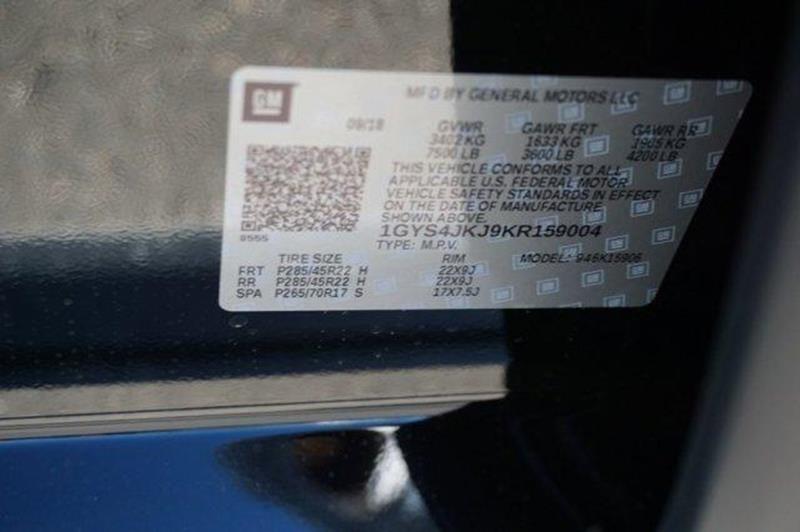 GM
MFD BY GENERAL MOTORS LLC
09/18 GVWR GAWR FRT GAWR RR
3402 KG 1633 KG 1905 KG
7500 LB 3600 LB 4200 LB
THIS VEHICLE CONFORMS TO ALL
APPLICABLE U.S. FEDERAL MOTOR
VEHICLE SAFETY STANDARDS IN EFFECT
ON THE DATE OF MANUFACTURE
SHOWN ABOVE.
8555 1GYS4JKJ9KR159004
TYPE: M.P.V. MODEL: 946K15906
TIRE SIZE RIM
FRT P285/45R22 H 22X9J
RR P285/45R22 H 22X9J
SPA P265/70R17 S 17X7.5J